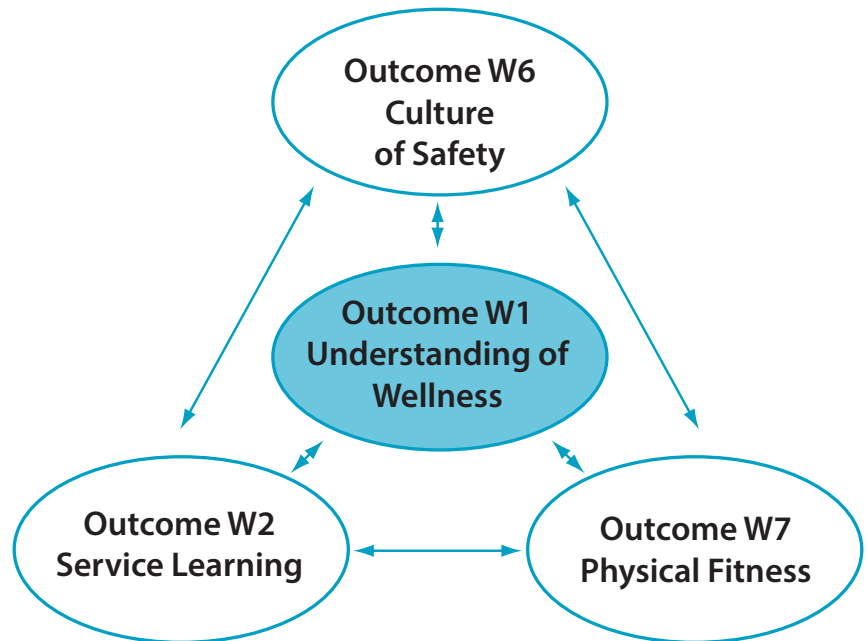 Outcome W6
Culture
of Safety
Outcome W1
Understanding of
Wellness
Outcome W2
Service Learning
Outcome W7
Physical Fitness